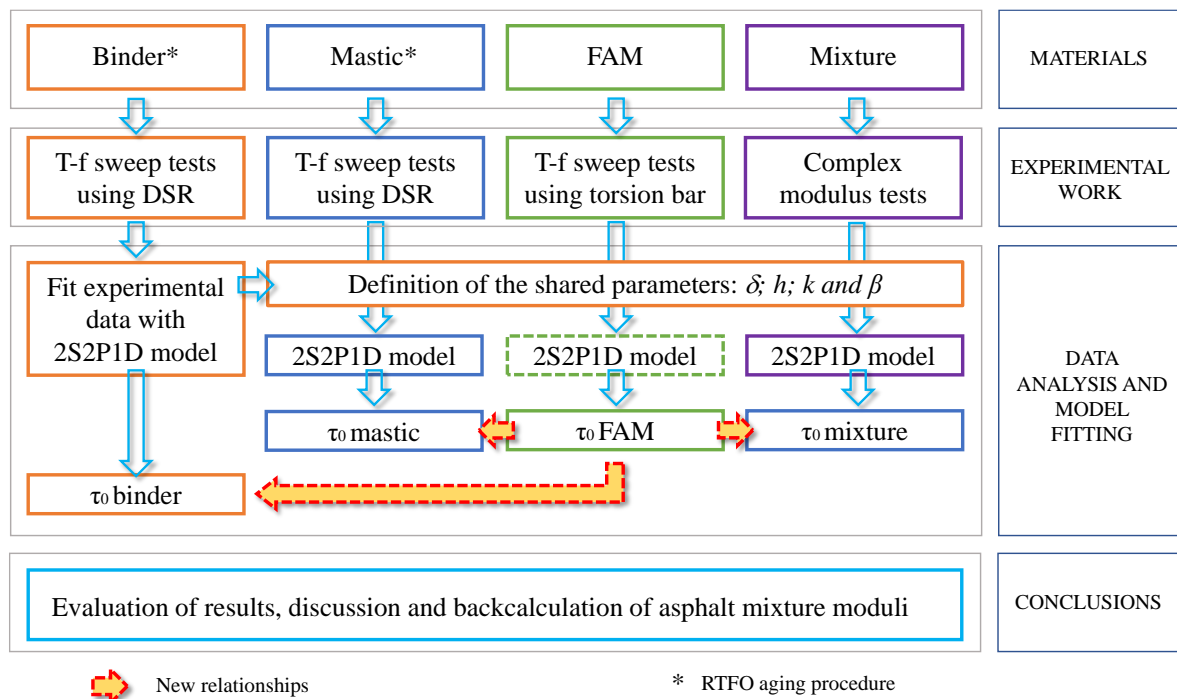 Binder*
Mastic*
FAM
Mixture
MATERIALS
T-f sweep tests
using DSR
T-f sweep tests
using DSR
T-f sweep tests
using torsion bar
Complex
modulus tests
EXPERIMENTAL
WORK
Fit experimental
data with
2S2P1D model
Definition of the shared parameters: δ; h; k and β
2S2P1D model
2S2P1D model
2S2P1D model
τ0 mastic
τ0 FAM
τ0 mixture
τ0 binder
DATA
ANALYSIS AND
MODEL
FITTING
Evaluation of results, discussion and backcalculation of asphalt mixture moduli
CONCLUSIONS
New relationships
* RTFO aging procedure